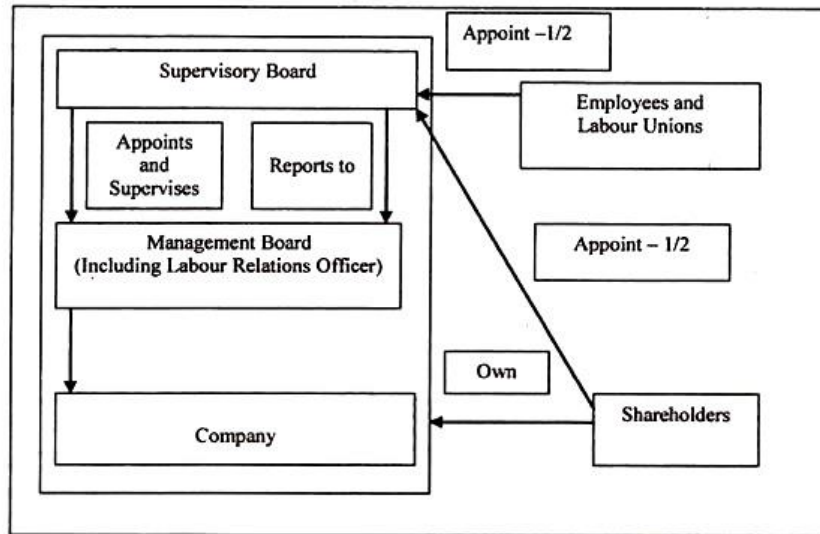 Appoint –1/2
Supervisory Board
Employees and
Labour Unions
Appoints
and
Supervises
Reports to
Management Board
(Including Labour Relations Officer)
Appoint – 1/2
Own
Company
Shareholders